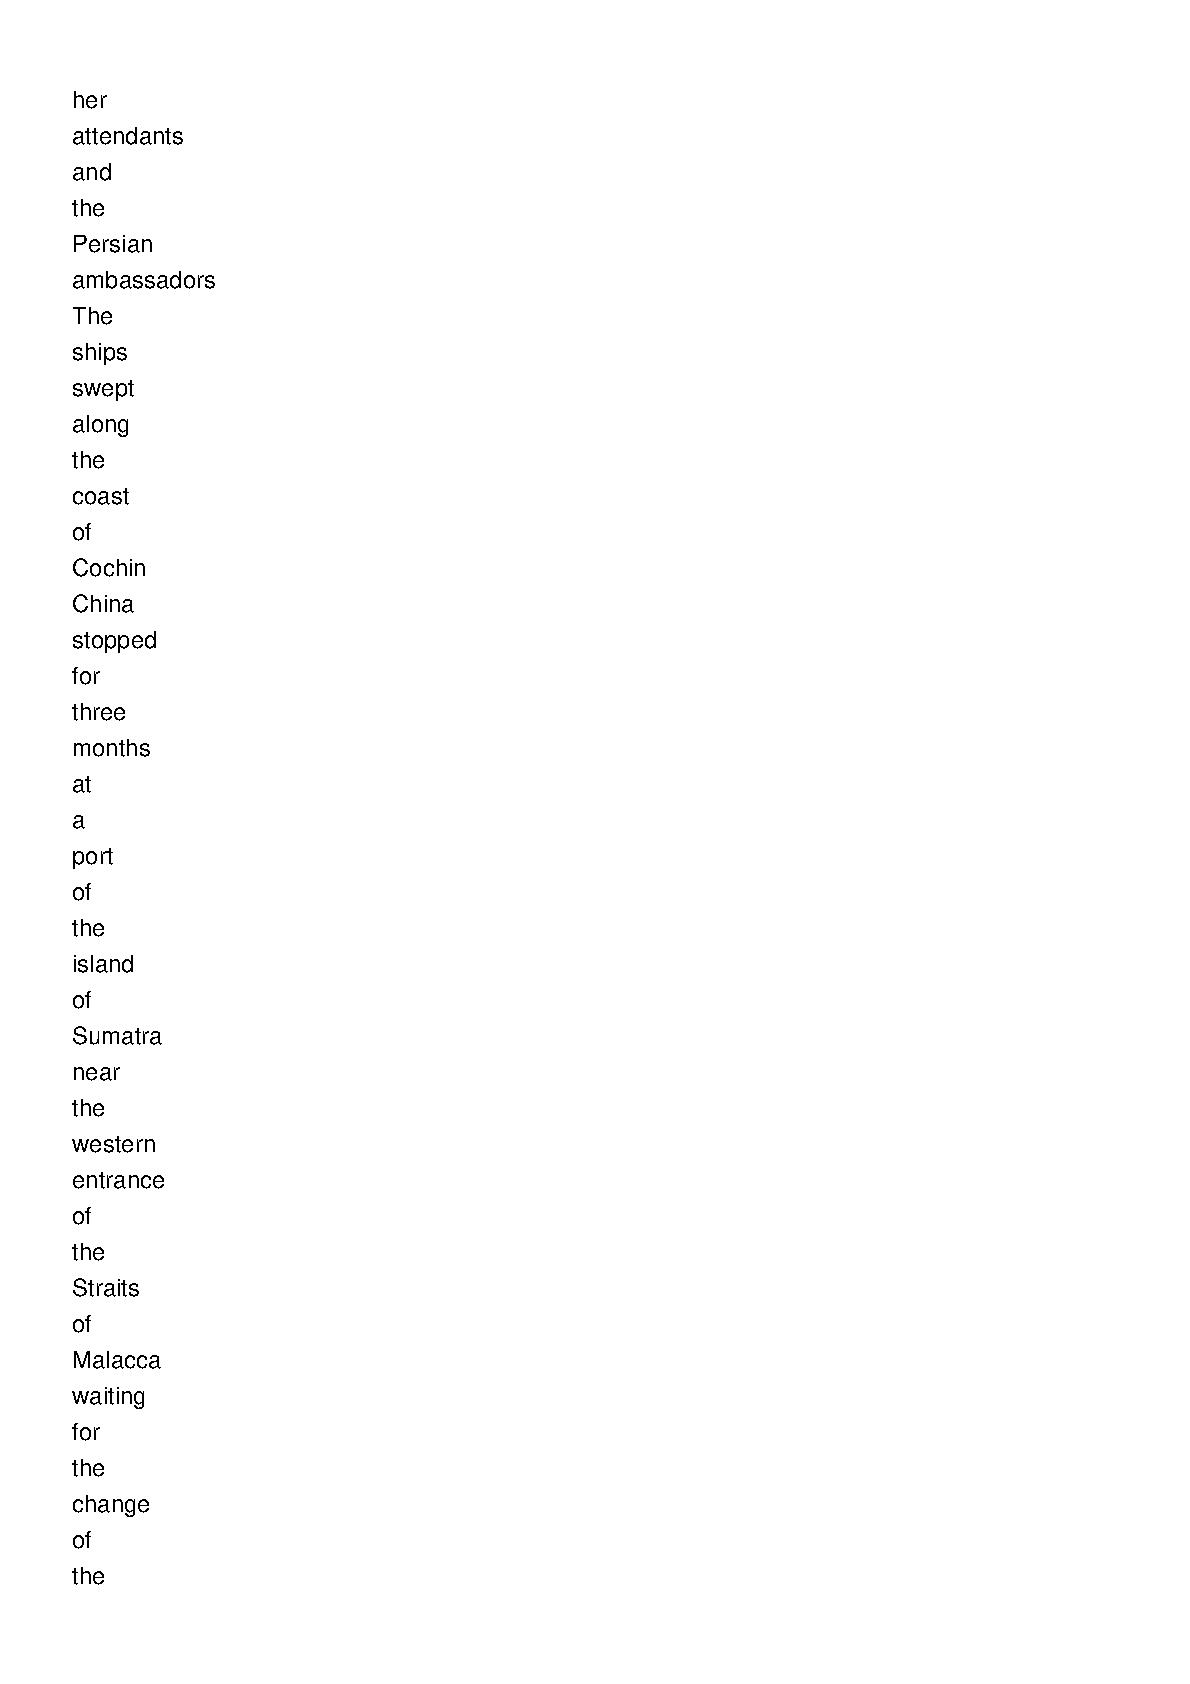 her
attendants
and
the
Persian
ambassadors
The
ships
swept
along
the
coast
of
Cochin
China
stopped
for
three
months
at
a
port
of
the
island
of
Sumatra
near
the
western
entrance
of
the
Straits
of
Malacca
waiting
for
the
change
of
the